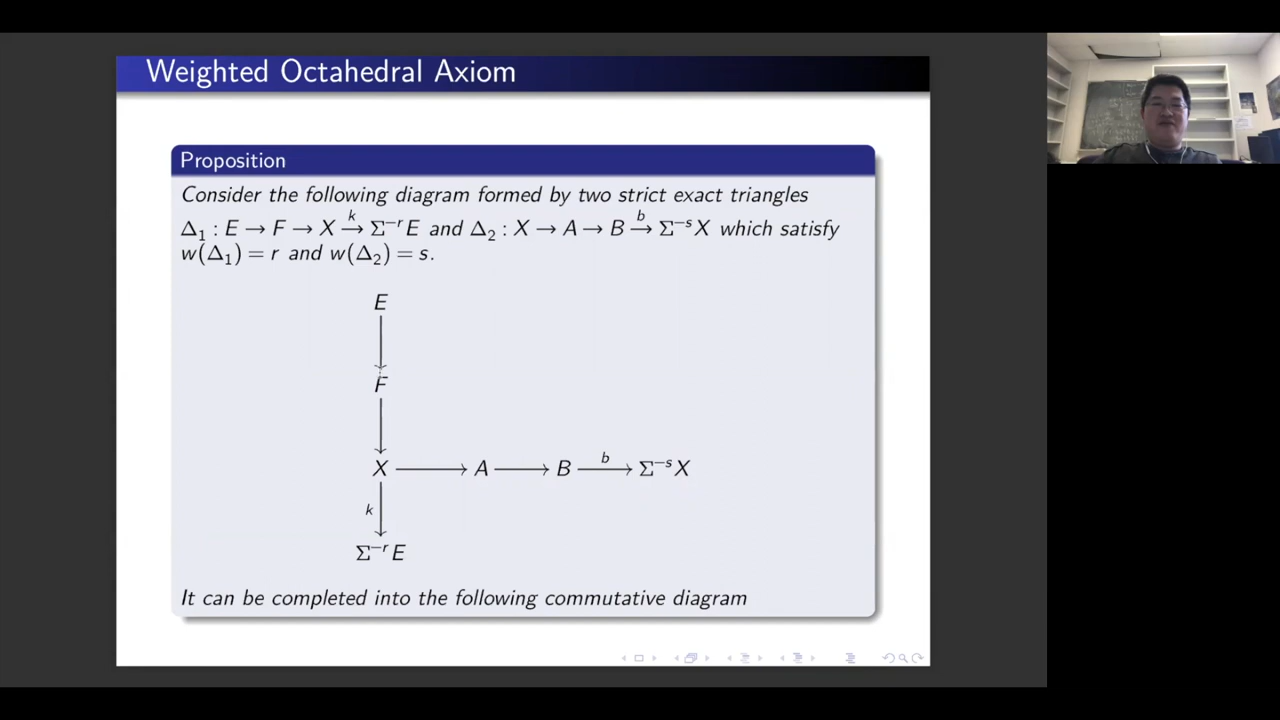 Weighted Octahedral Axiom
Proposition
Consider the following diagram formed by two strict exact triangles
Δ₁ : E → F → X →ᵏ Σ⁻ʳE and Δ₂ : X → A → B →ᵇ Σ⁻ˢX which satisfy
w(Δ₁) = r and w(Δ₂) = s.
E
F
X A B b Σ⁻ˢX
k
Σ⁻ʳE
It can be completed into the following commutative diagram